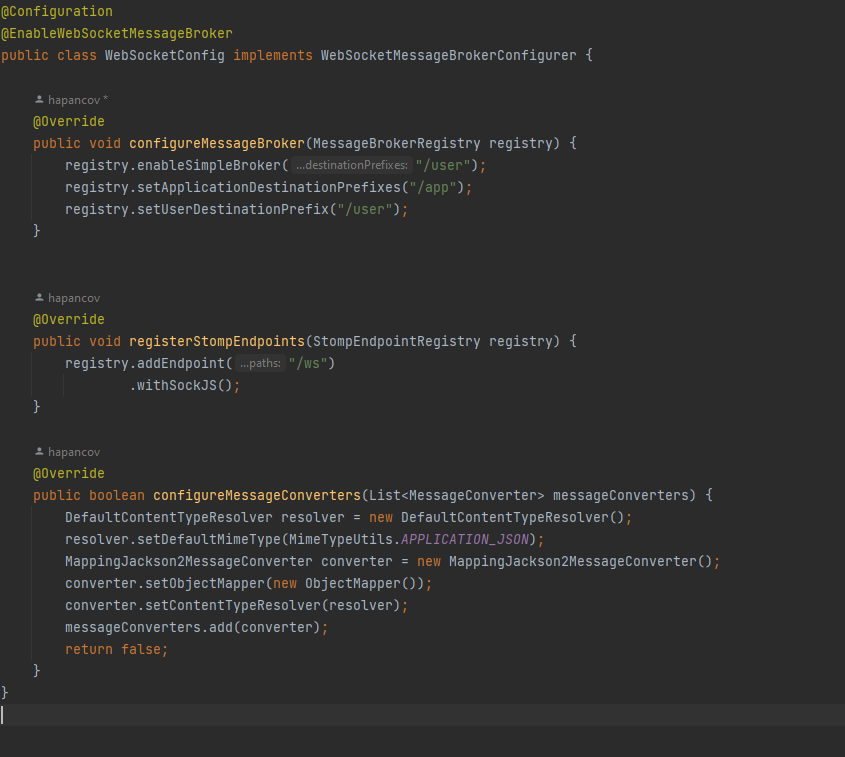 @Configuration
@EnableWebSocketMessageBroker
public class WebSocketConfig implements WebSocketMessageBrokerConfigurer {
hapancov *
@Override
public void configureMessageBroker(MessageBrokerRegistry registry) {
registry.enableSimpleBroker( ...destinationPrefixes: "/user");
registry.setApplicationDestinationPrefixes("/app");
registry.setUserDestinationPrefix("/user");
}
hapancov
@Override
public void registerStompEndpoints(StompEndpointRegistry registry) {
registry.addEndpoint( ...paths: "/ws")
.withSockJS();
}
hapancov
@Override
public boolean configureMessageConverters(List<MessageConverter> messageConverters) {
DefaultContentTypeResolver resolver = new DefaultContentTypeResolver();
resolver.setDefaultMimeType(MimeTypeUtils.APPLICATION_JSON);
MappingJackson2MessageConverter converter = new MappingJackson2MessageConverter();
converter.setObjectMapper(new ObjectMapper());
converter.setContentTypeResolver(resolver);
messageConverters.add(converter);
return false;
}
}